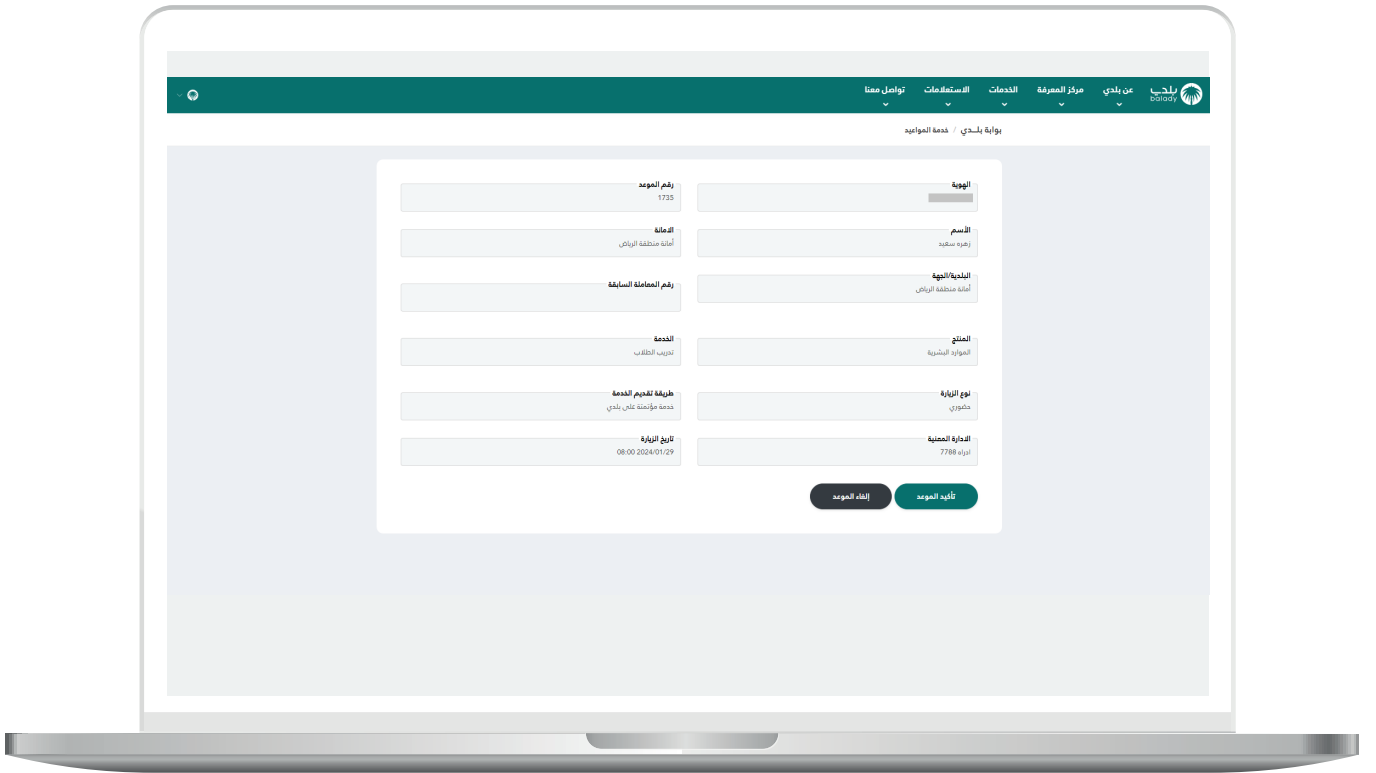 بلدي
balady
عن بلدي
مركز المعرفة
الخدمات
الاستعلامات
تواصل معنا
بوابة بلـــدي / خدمة المواعيد
الهوية
رقم الموعد
1735
الأسم
زهره سعيد
الامانة
أمانة منطقة الرياض
البلدية/الجهة
أمانة منطقة الرياض
رقم المعاملة السابقة
المنتج
الموارد البشرية
الخدمة
تدريب الطلاب
نوع الزيارة
حضوري
طريقة تقديم الخدمة
خدمة مؤتمتة على بلدي
الادارة المعنية
ادراه 7788
تاريخ الزيارة
2024/01/29 08:00
تأكيد الموعد
إلغاء الموعد